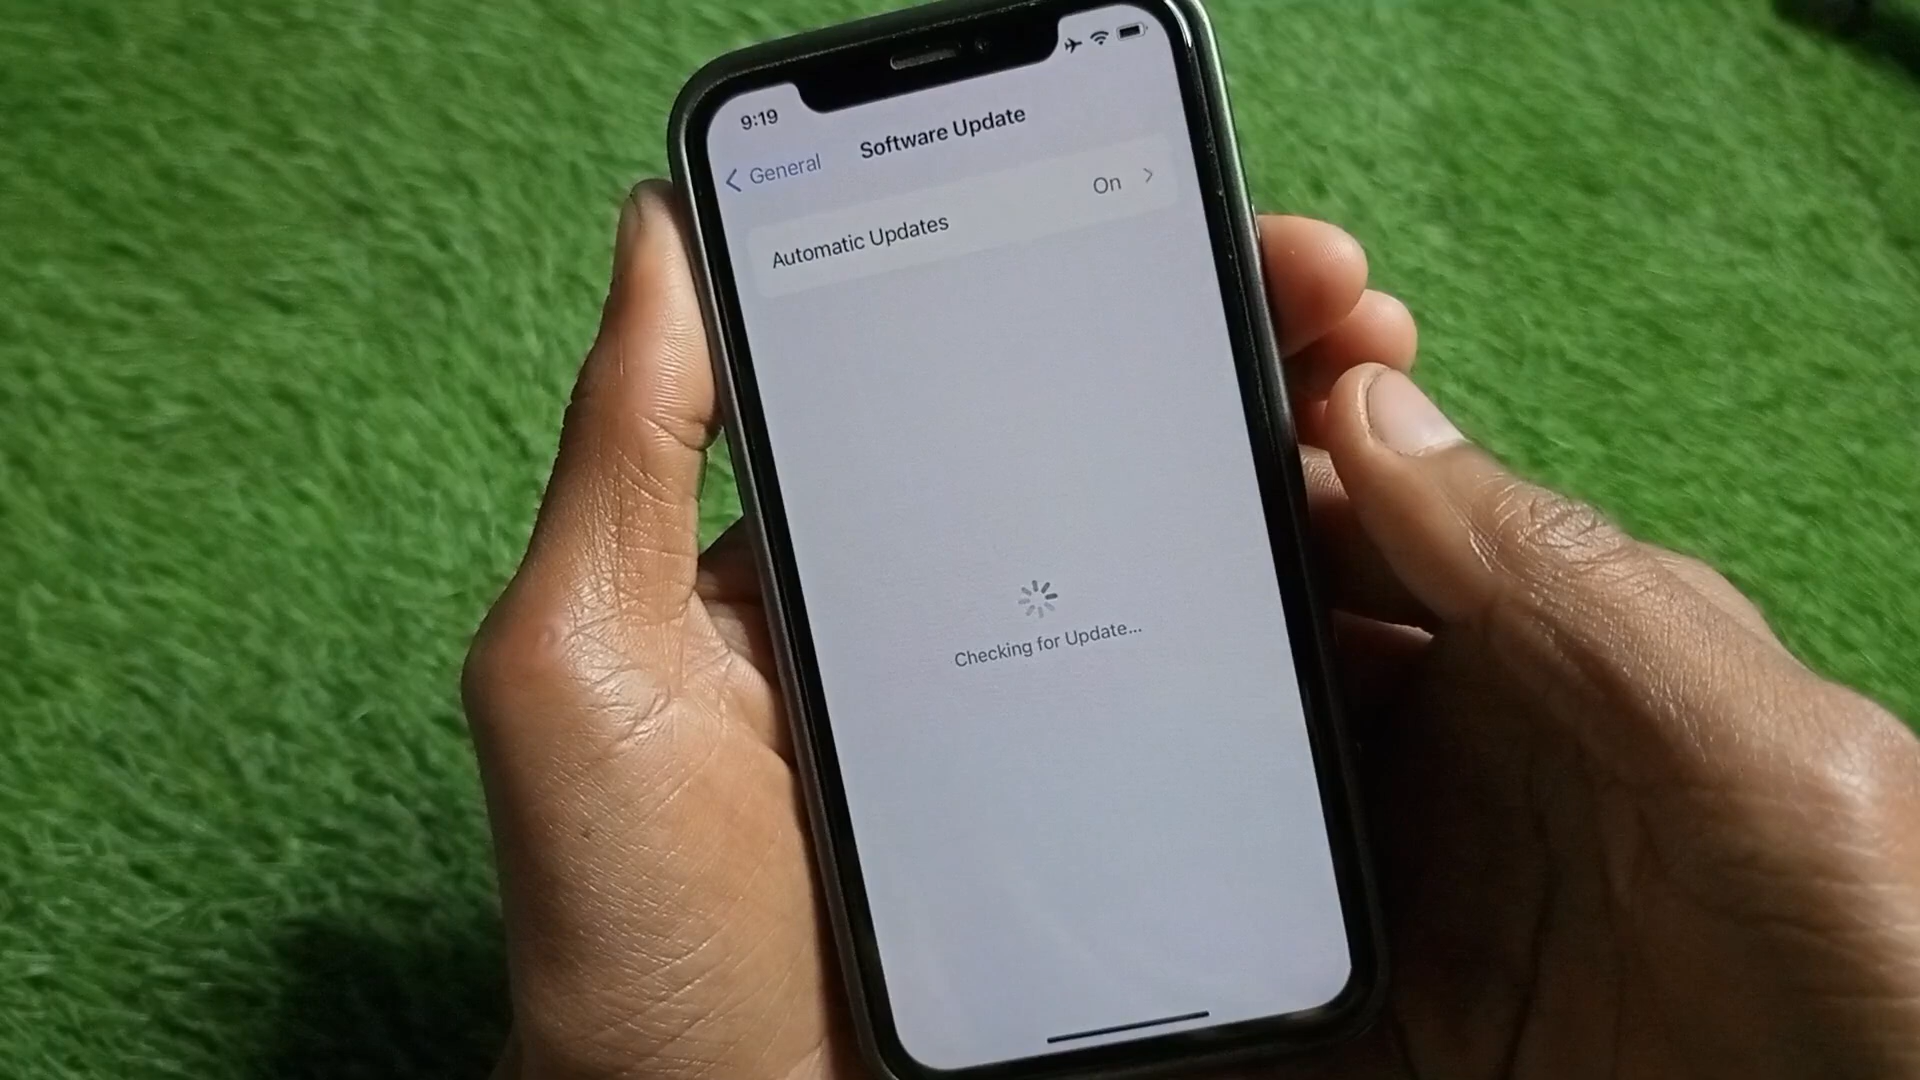 9:19
General
Software Update
Automatic Updates
On
Checking for Update...